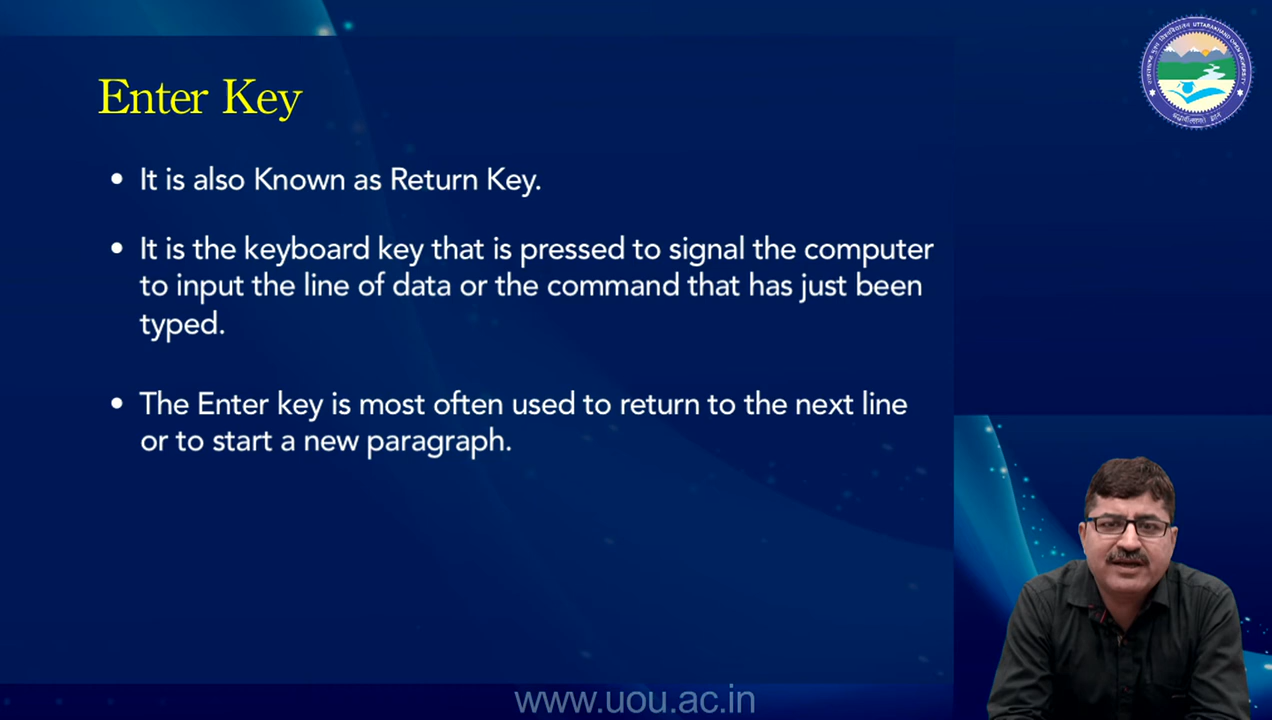 Enter Key
• It is also Known as Return Key.
• It is the keyboard key that is pressed to signal the computer
to input the line of data or the command that has just been
typed.
• The Enter key is most often used to return to the next line
or to start a new paragraph.
UTTARAKHAND OPEN UNIVERSITY
www.uou.ac.in